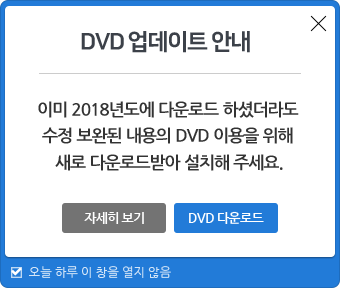 DVD 업데이트 안내
이미 2018년도에 다운로드 하셨더라도
수정 보완된 내용의 DVD 이용을 위해
새로 다운로드받아 설치해 주세요.
자세히 보기
DVD 다운로드
오늘 하루 이 창을 열지 않음